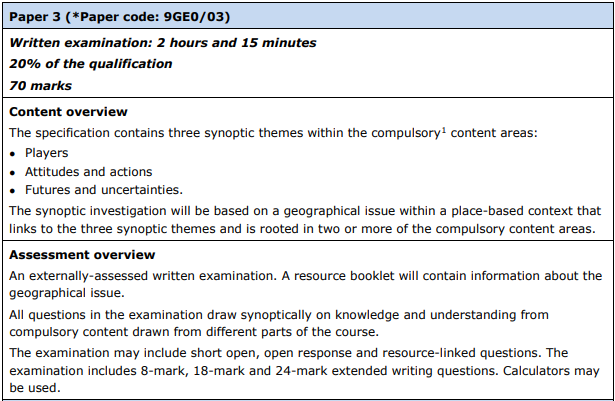 Paper 3 (*Paper code: 9GE0/03)
Written examination: 2 hours and 15 minutes
20% of the qualification
70 marks
Content overview
The specification contains three synoptic themes within the compulsory¹ content areas:
● Players
● Attitudes and actions
● Futures and uncertainties.
The synoptic investigation will be based on a geographical issue within a place-based context that
links to the three synoptic themes and is rooted in two or more of the compulsory content areas.
Assessment overview
An externally-assessed written examination. A resource booklet will contain information about the
geographical issue.
All questions in the examination draw synoptically on knowledge and understanding from
compulsory content drawn from different parts of the course.
The examination may include short open, open response and resource-linked questions. The
examination includes 8-mark, 18-mark and 24-mark extended writing questions. Calculators may
be used.